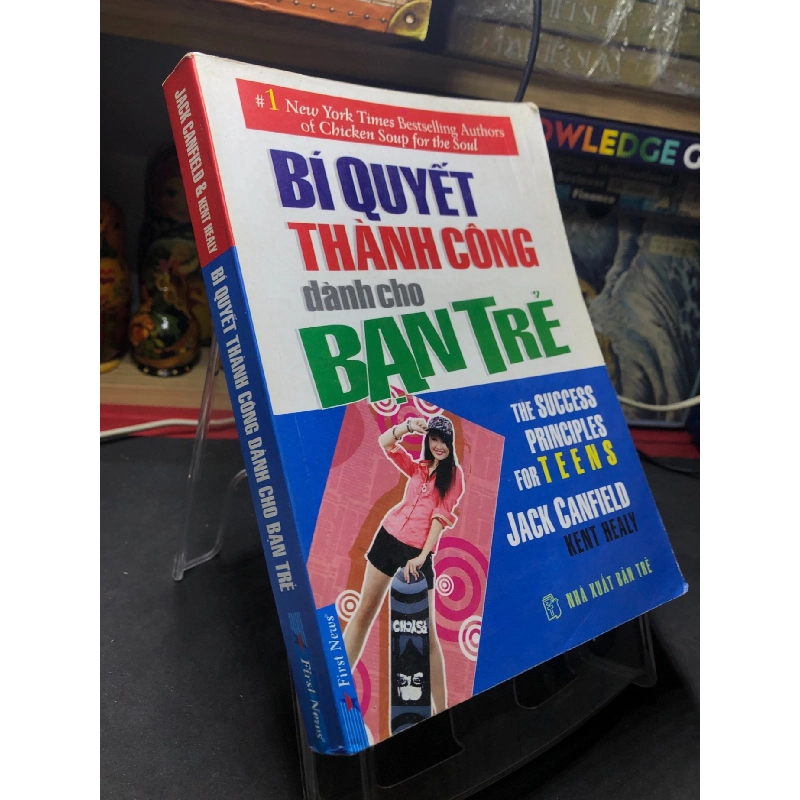 #1 New York Times Bestselling Authors
of Chicken Soup for the Soul
BÍ QUYẾT
THÀNH CÔNG
dành cho
BẠN TRẺ
THE SUCCESS
PRINCIPLES
FOR TEENS
JACK CANFIELD
KENT HEALY
NHÀ XUẤT BẢN TRẺ
First News
JACK CANFIELD & KENT HEALY
BÍ QUYẾT THÀNH CÔNG DÀNH CHO BẠN TRẺ
First News
OWLEDGE
Finance